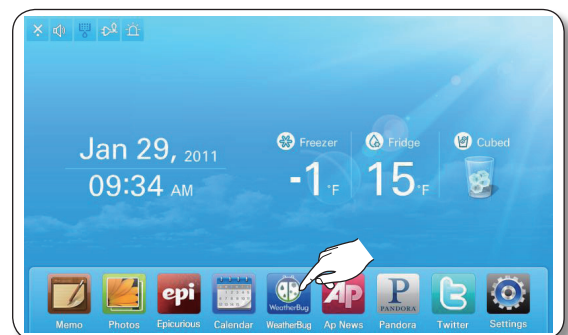 Freezer Fridge Cubed
Jan 29, 2011
-1 °F 15 °F
09:34 AM
epi WeatherBug AP P PANDORA
Memo Photos Epicurious Calendar WeatherBug Ap News Pandora Twitter Settings